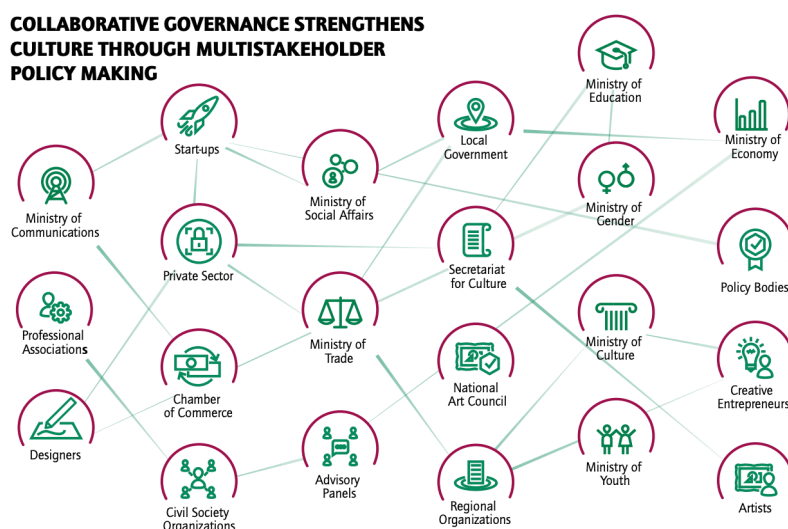 COLLABORATIVE GOVERNANCE STRENGTHENS
CULTURE THROUGH MULTISTAKEHOLDER
POLICY MAKING
Ministry of
Education
Start-ups
Local
Government
Ministry of
Economy
Ministry of
Social Affairs
Ministry of
Gender
Ministry of
Communications
Private Sector
Secretariat
for Culture
Policy Bodies
Professional
Associations
Ministry of
Trade
Ministry of
Culture
Chamber
of Commerce
National
Art Council
Creative
Entrepreneurs
Designers
Advisory
Panels
Ministry of
Youth
Civil Society
Organizations
Regional
Organizations
Artists